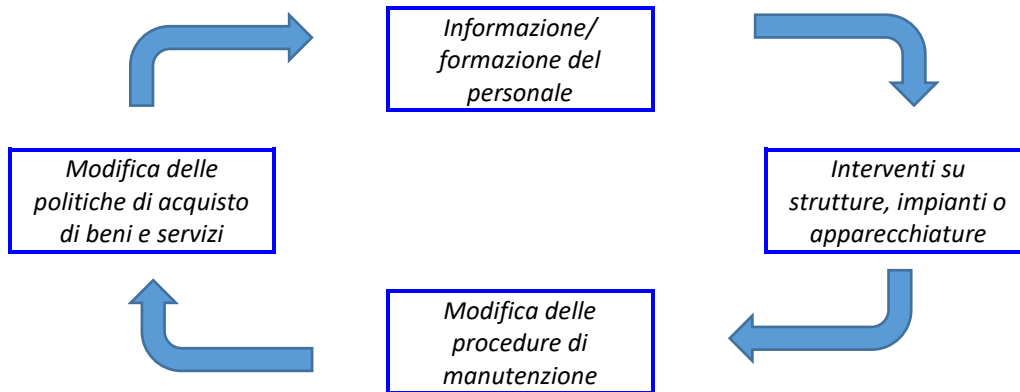 Informazione/
formazione del
personale
Modifica delle
politiche di acquisto
di beni e servizi
Interventi su
strutture, impianti o
apparecchiature
Modifica delle
procedure di
manutenzione